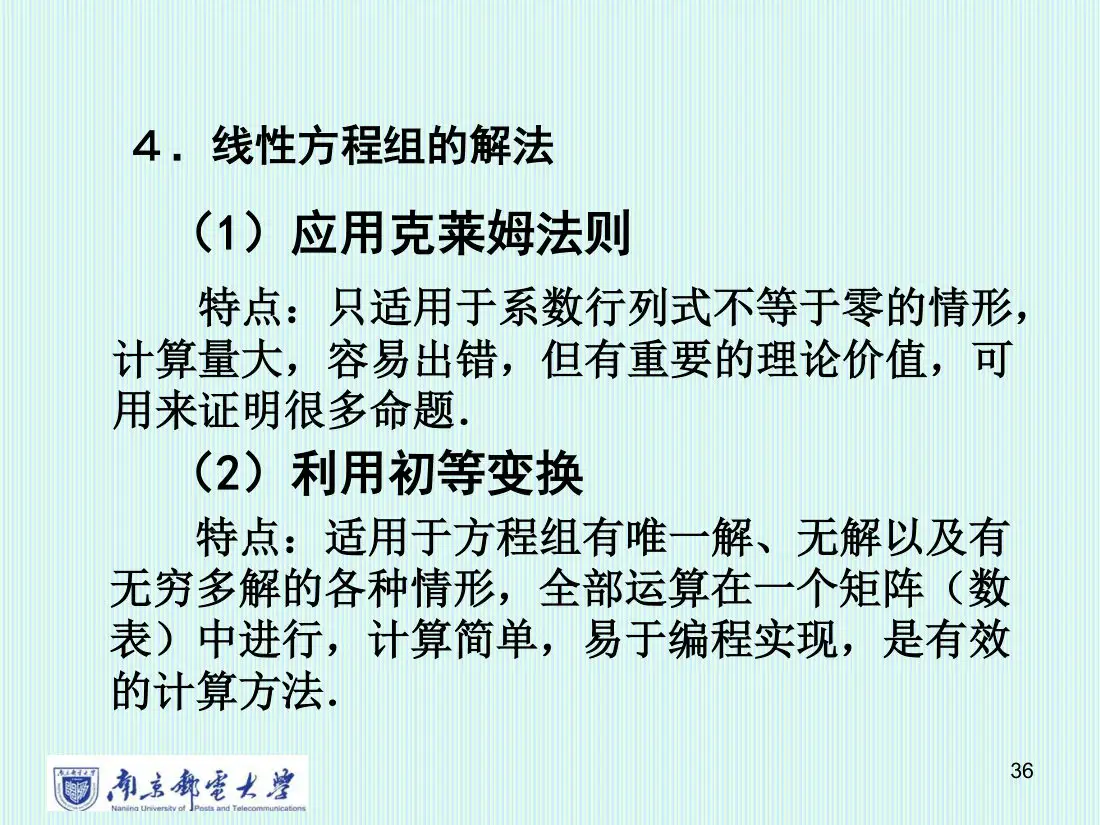 ４．线性方程组的解法
（1）应用克莱姆法则
特点：只适用于系数行列式不等于零的情形，
计算量大，容易出错，但有重要的理论价值，可
用来证明很多命题．
（2）利用初等变换
特点：适用于方程组有唯一解、无解以及有
无穷多解的各种情形，全部运算在一个矩阵（数
表）中进行，计算简单，易于编程实现，是有效
的计算方法．
南京郵電大學
Nanjing University of Posts and Telecommunications
36